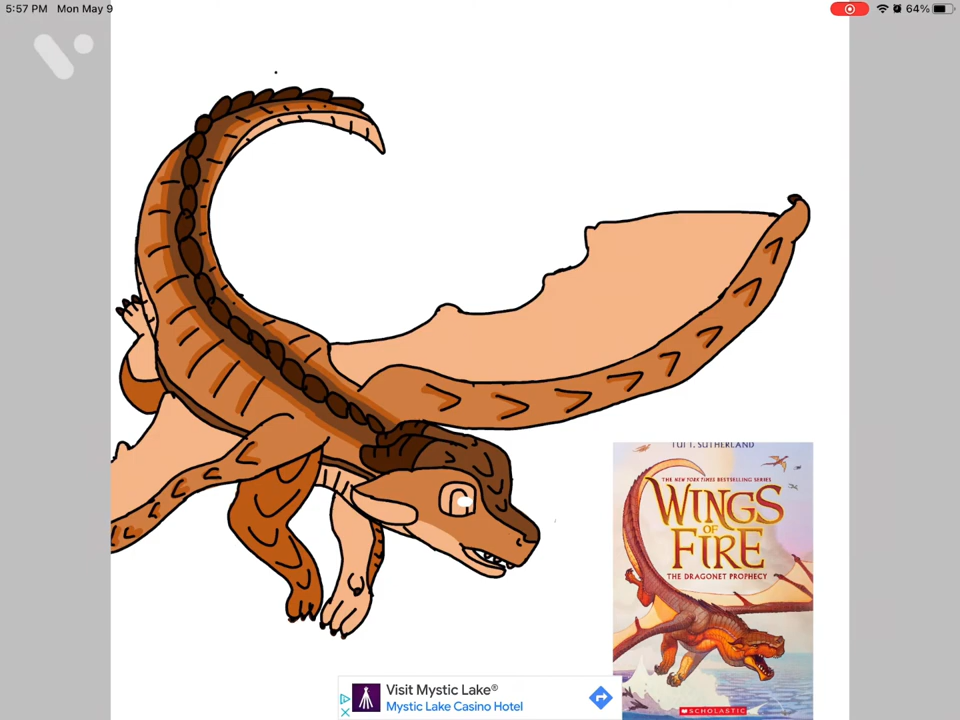 5:57 PM Mon May 9
64%
TUI T. SUTHERLAND
THE NEW YORK TIMES BESTSELLING SERIES
WINGS
OF
FIRE
THE DRAGONET PROPHECY
SCHOLASTIC
Visit Mystic Lake®
Mystic Lake Casino Hotel